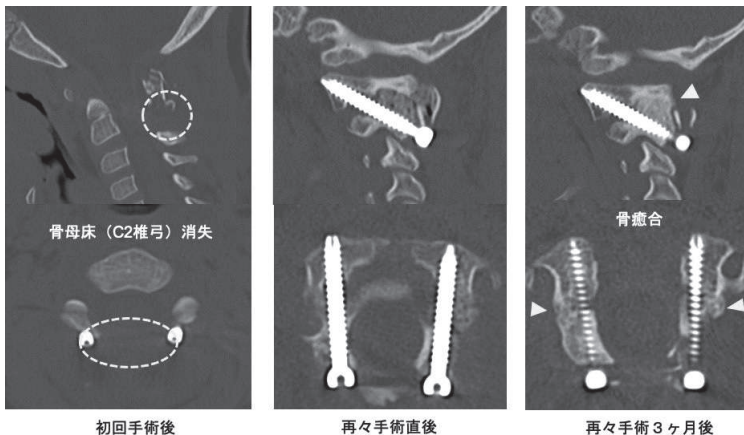 骨母床（C2椎弓）消失
骨癒合
初回手術後
再々手術直後
再々手術３ヶ月後